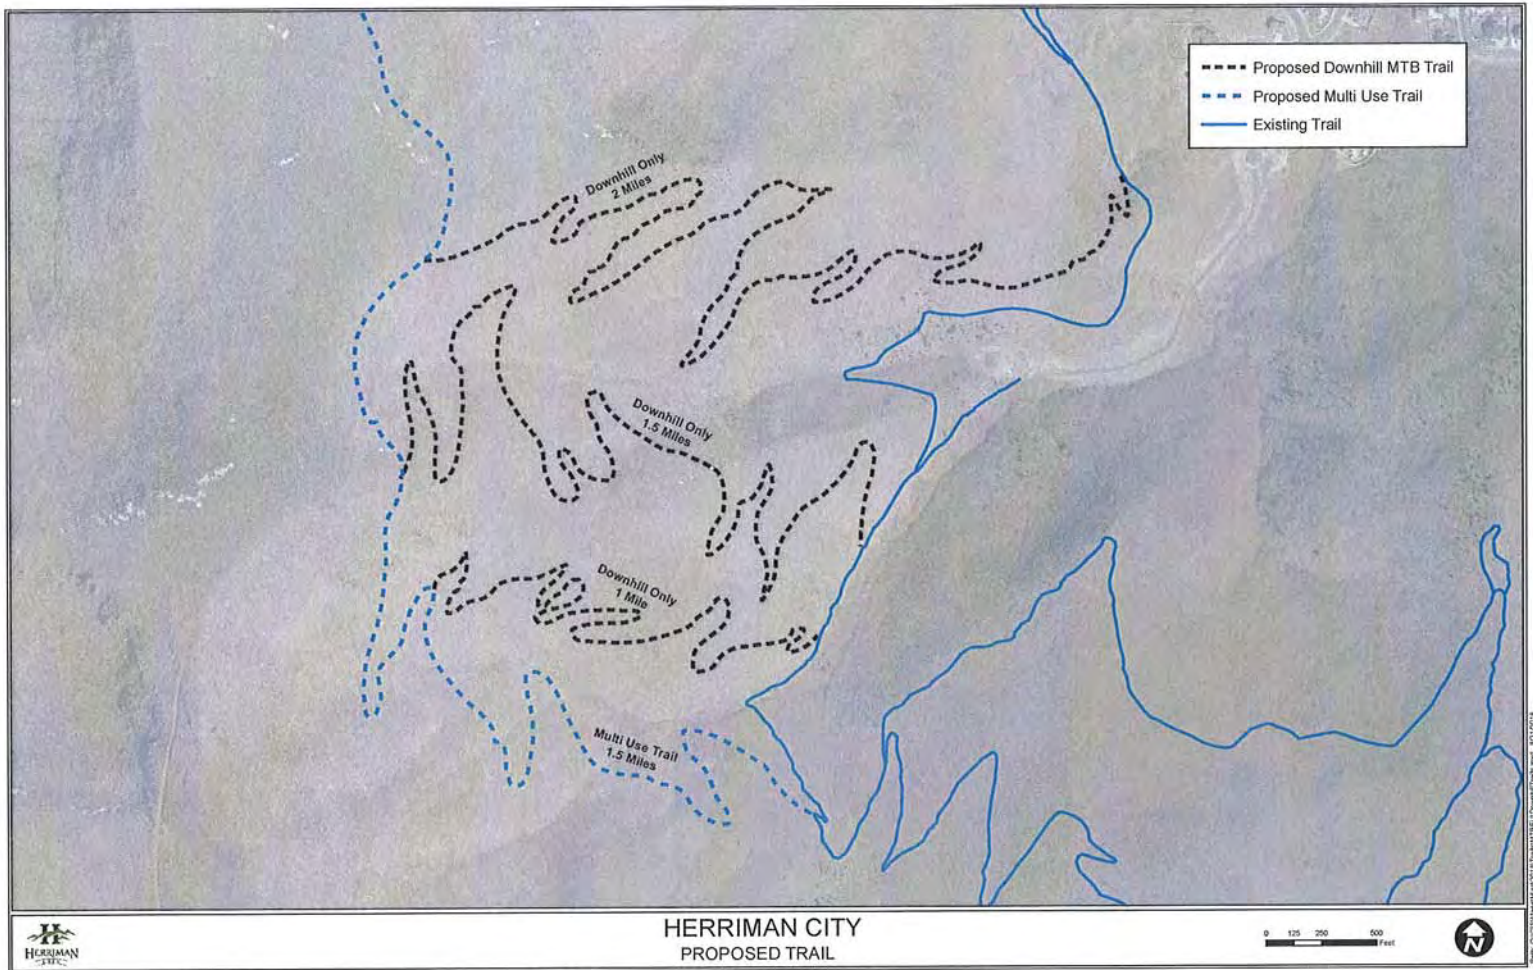 Proposed Downhill MTB Trail
Proposed Multi Use Trail
Existing Trail
Downhill Only
2 Miles
Downhill Only
1.5 Miles
Downhill Only
1 Mile
Multi Use Trail
1.5 Miles
HERRIMAN
HERRIMAN CITY
PROPOSED TRAIL
0 125 250 500
Feet
N